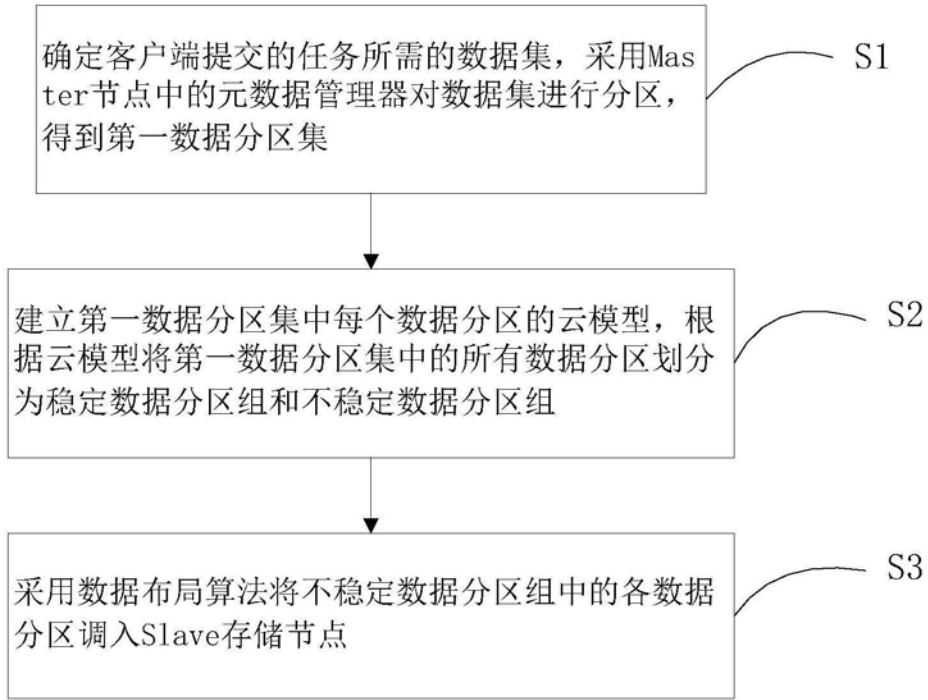 确定客户端提交的任务所需的数据集，采用Mas
ter节点中的元数据管理器对数据集进行分区，
得到第一数据分区集
S1
建立第一数据分区集中每个数据分区的云模型，根
据云模型将第一数据分区集中的所有数据分区划分
为稳定数据分区组和不稳定数据分区组
S2
采用数据布局算法将不稳定数据分区组中的各数据
分区调入Slave存储节点
S3